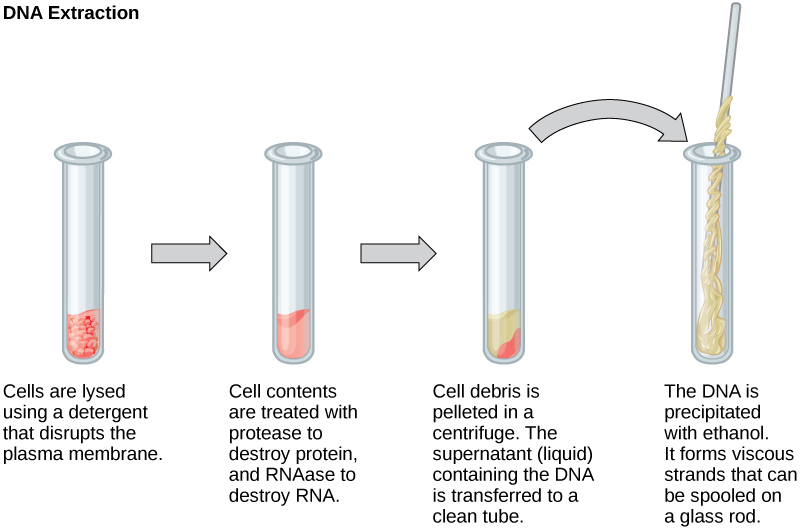 DNA Extraction
Cells are lysed
using a detergent
that disrupts the
plasma membrane.
Cell contents
are treated with
protease to
destroy protein,
and RNAase to
destroy RNA.
Cell debris is
pelleted in a
centrifuge. The
supernatant (liquid)
containing the DNA
is transferred to a
clean tube.
The DNA is
precipitated
with ethanol.
It forms viscous
strands that can
be spooled on
a glass rod.